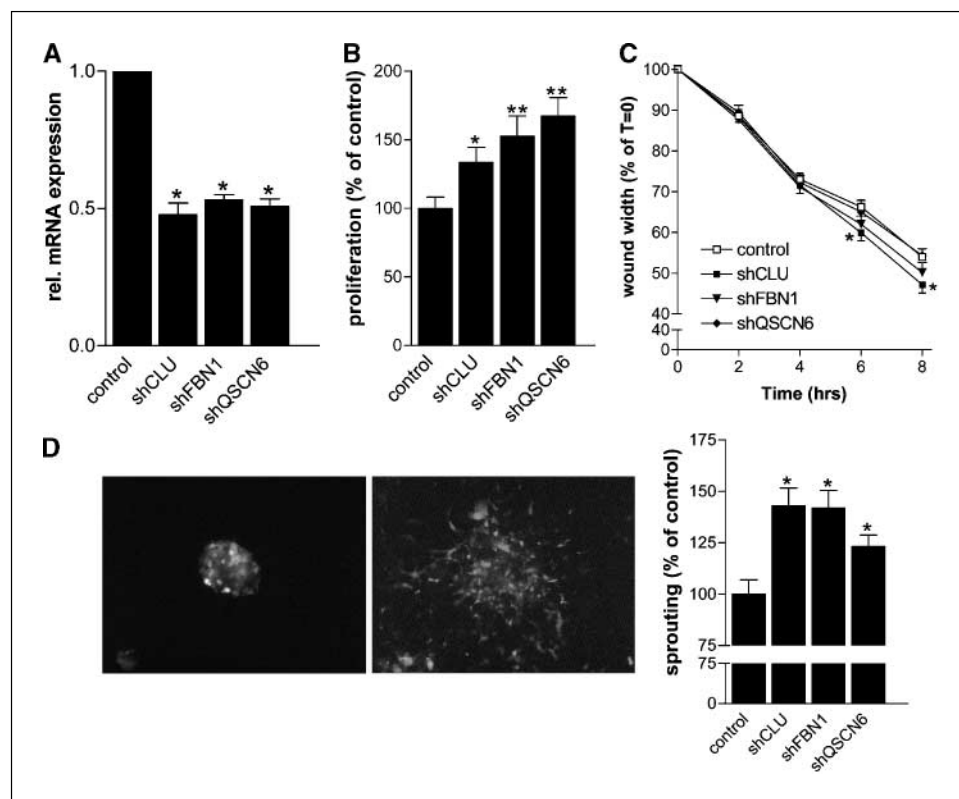 A
rel. mRNA expression
1.0
0.5
0.0
* * *
control
shCLU
shFBN1
shQSCN6
B
proliferation (% of control)
200
150
100
50
0
* ** **
control
shCLU
shFBN1
shQSCN6
C
wound width (% of T=0)
100
90
80
70
60
50
40
40
0
control
shCLU
shFBN1
shQSCN6
*
*
0 2 4 6 8
Time (hrs)
D
sprouting (% of control)
175
150
125
100
75
75
0
* * *
control
shCLU
shFBN1
shQSCN6